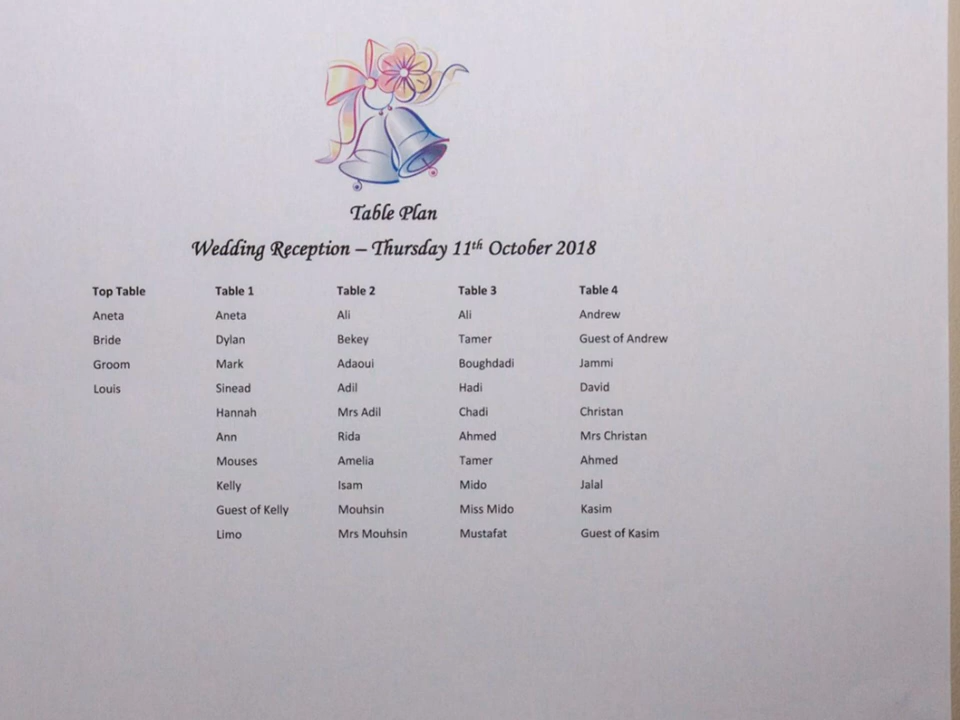 Table Plan
Wedding Reception – Thursday 11th October 2018
Top Table Table 1 Table 2 Table 3 Table 4
Aneta Aneta Ali Ali Andrew
Bride Dylan Bekey Tamer Guest of Andrew
Groom Mark Adaoui Boughdadi Jammi
Louis Sinead Adil Hadi David
Hannah Mrs Adil Chadi Christan
Ann Rida Ahmed Mrs Christan
Mouses Amelia Tamer Ahmed
Kelly Isam Mido Jalal
Guest of Kelly Mouhsin Miss Mido Kasim
Limo Mrs Mouhsin Mustafat Guest of Kasim